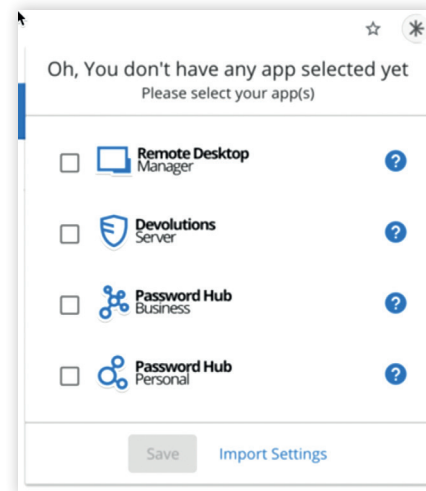 Oh, You don't have any app selected yet
Please select your app(s)
Remote Desktop
Manager
?
Devolutions
Server
?
Password Hub
Business
?
Password Hub
Personal
?
Save
Import Settings